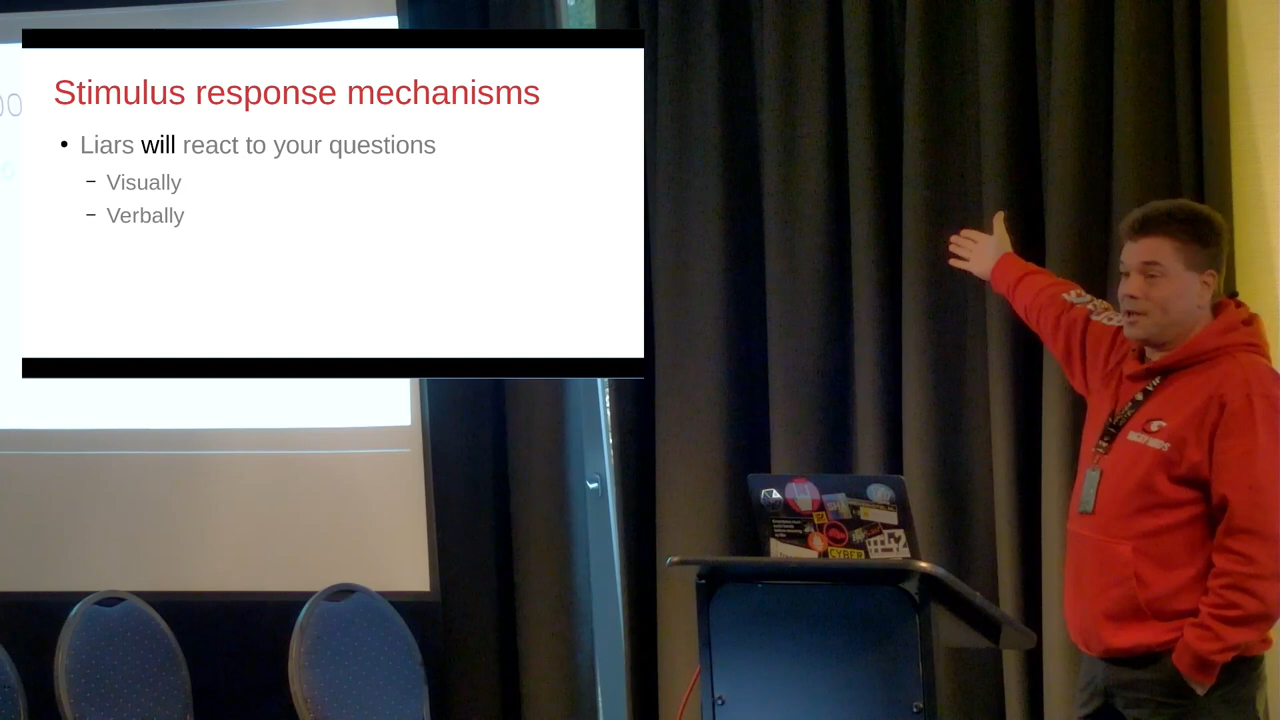 Stimulus response mechanisms
• Liars will react to your questions
– Visually
– Verbally
CYBER